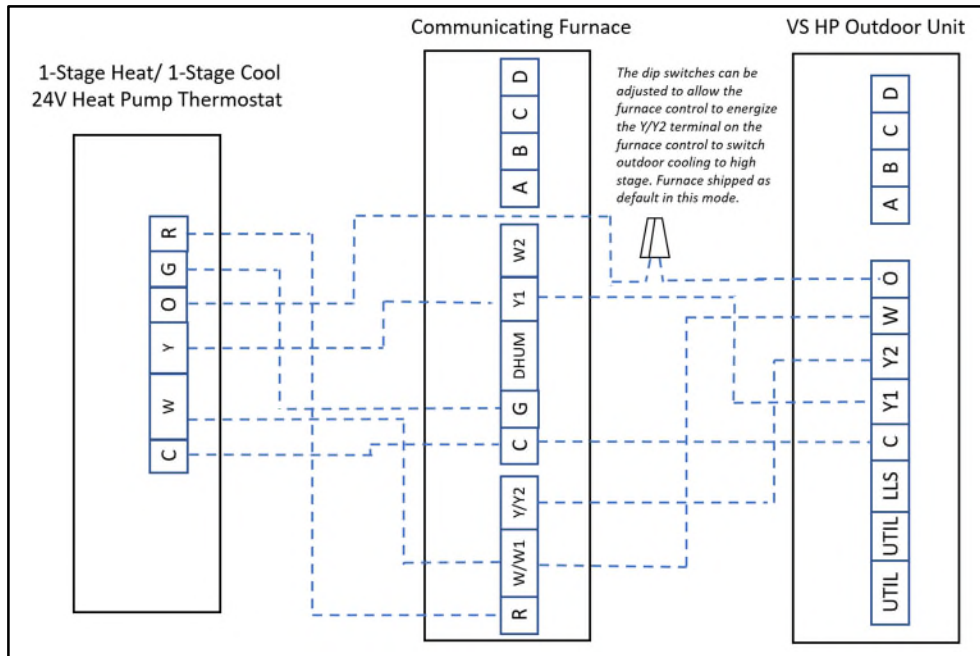 Communicating Furnace
VS HP Outdoor Unit
1-Stage Heat/ 1-Stage Cool
24V Heat Pump Thermostat
The dip switches can be
adjusted to allow the
furnace control to energize
the Y/Y2 terminal on the
furnace control to switch
outdoor cooling to high
stage. Furnace shipped as
default in this mode.
R
G
O
Y
W
C
D
C
B
A
W2
Y1
DHUM
G
C
Y/Y2
W/W1
R
D
C
B
A
O
W
Y2
Y1
C
LLS
UTIL
UTIL